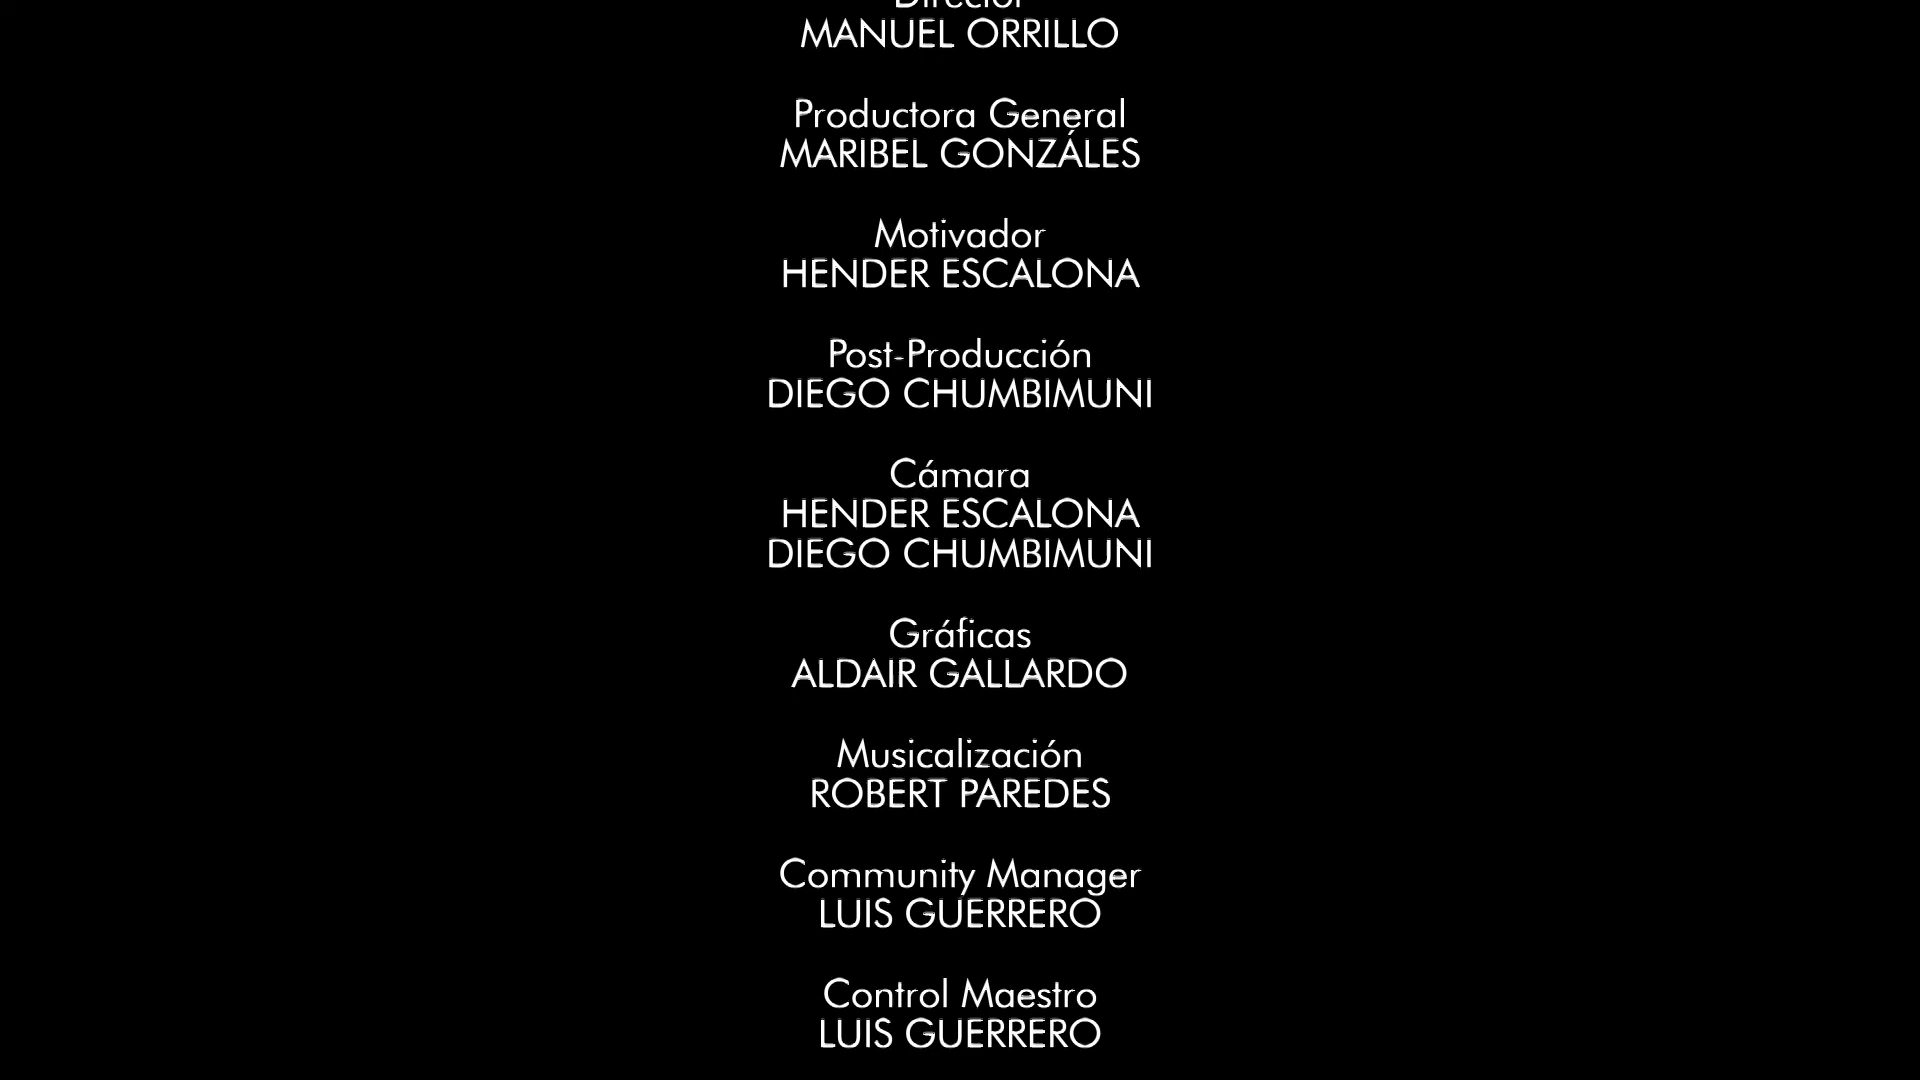 Director
MANUEL ORRILLO
Productora General
MARIBEL GONZÁLES
Motivador
HENDER ESCALONA
Post-Producción
DIEGO CHUMBIMUNI
Cámara
HENDER ESCALONA
DIEGO CHUMBIMUNI
Gráficas
ALDAIR GALLARDO
Musicalización
ROBERT PAREDES
Community Manager
LUIS GUERRERO
Control Maestro
LUIS GUERRERO